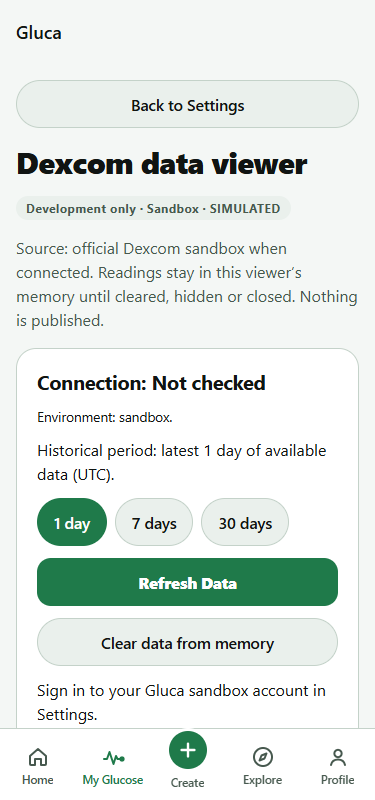 Gluca
Back to Settings
Dexcom data viewer
Development only · Sandbox · SIMULATED
Source: official Dexcom sandbox when
connected. Readings stay in this viewer’s
memory until cleared, hidden or closed. Nothing
is published.
Connection: Not checked
Environment: sandbox.
Historical period: latest 1 day of available
data (UTC).
1 day
7 days
30 days
Refresh Data
Clear data from memory
Sign in to your Gluca sandbox account in
Settings.
Home
My Glucose
Create
Explore
Profile